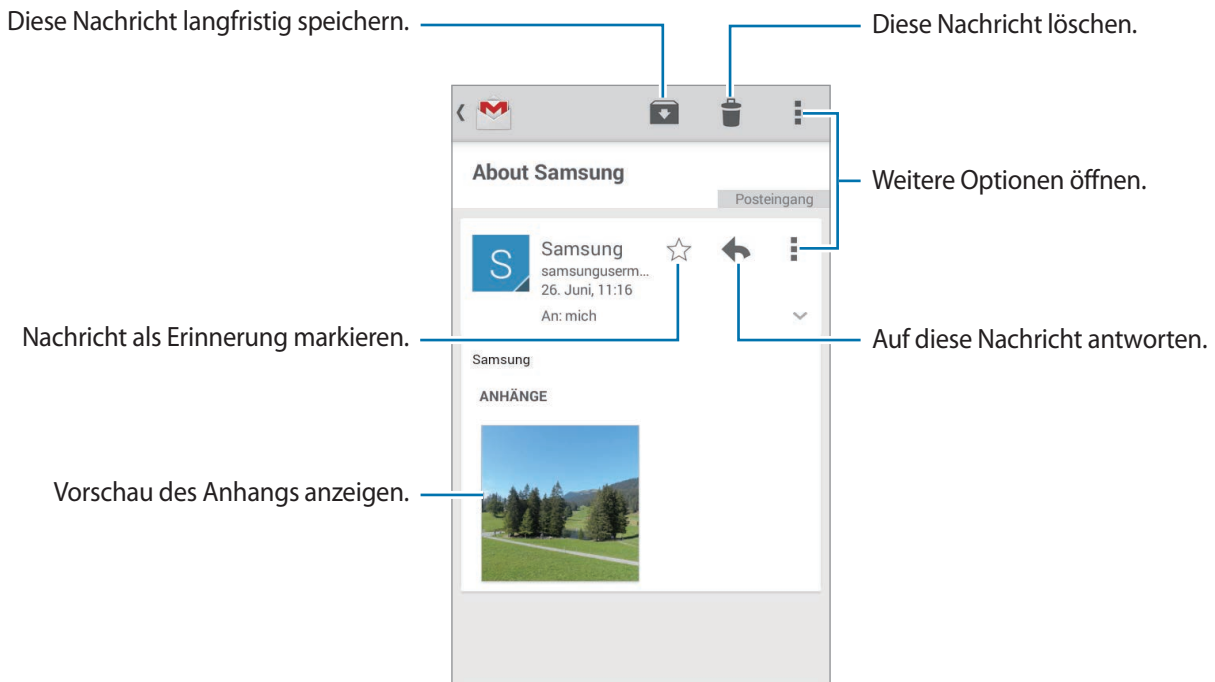 Diese Nachricht langfristig speichern.
Diese Nachricht löschen.
About Samsung
Posteingang
Weitere Optionen öffnen.
S
Samsung
samsunguserm...
26. Juni, 11:16
An: mich
Nachricht als Erinnerung markieren.
Auf diese Nachricht antworten.
Samsung
ANHÄNGE
Vorschau des Anhangs anzeigen.